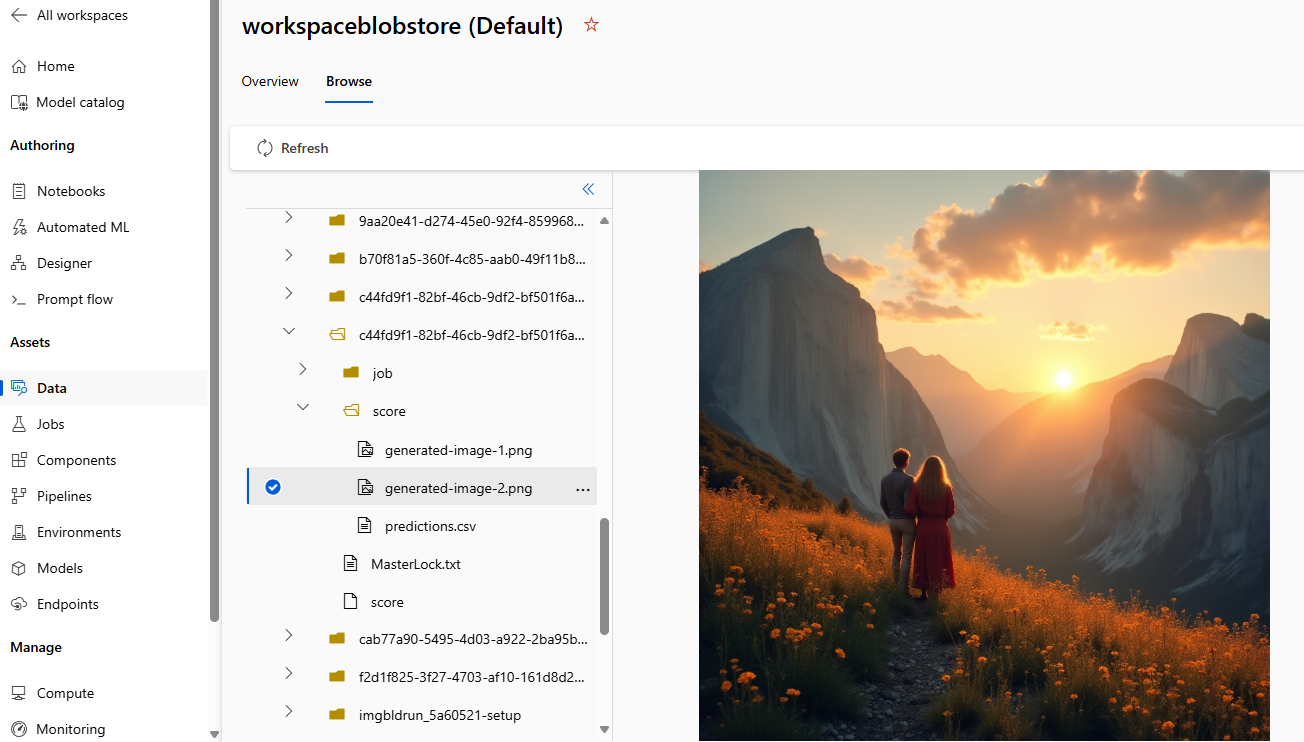 All workspaces
Home
Model catalog
Authoring
Notebooks
Automated ML
Designer
Prompt flow
Assets
Data
Jobs
Components
Pipelines
Environments
Models
Endpoints
Manage
Compute
Monitoring
workspaceblobstore (Default)
Overview
Browse
Refresh
9aa20e41-d274-45e0-92f4-859968...
b70f81a5-360f-4c85-aab0-49f11b8...
c44fd9f1-82bf-46cb-9df2-bf501f6a...
c44fd9f1-82bf-46cb-9df2-bf501f6a...
job
score
generated-image-1.png
generated-image-2.png
predictions.csv
MasterLock.txt
score
cab77a90-5495-4d03-a922-2ba95b...
f2d1f825-3f27-4703-af10-161d8d2...
imgbldrun_5a60521-setup